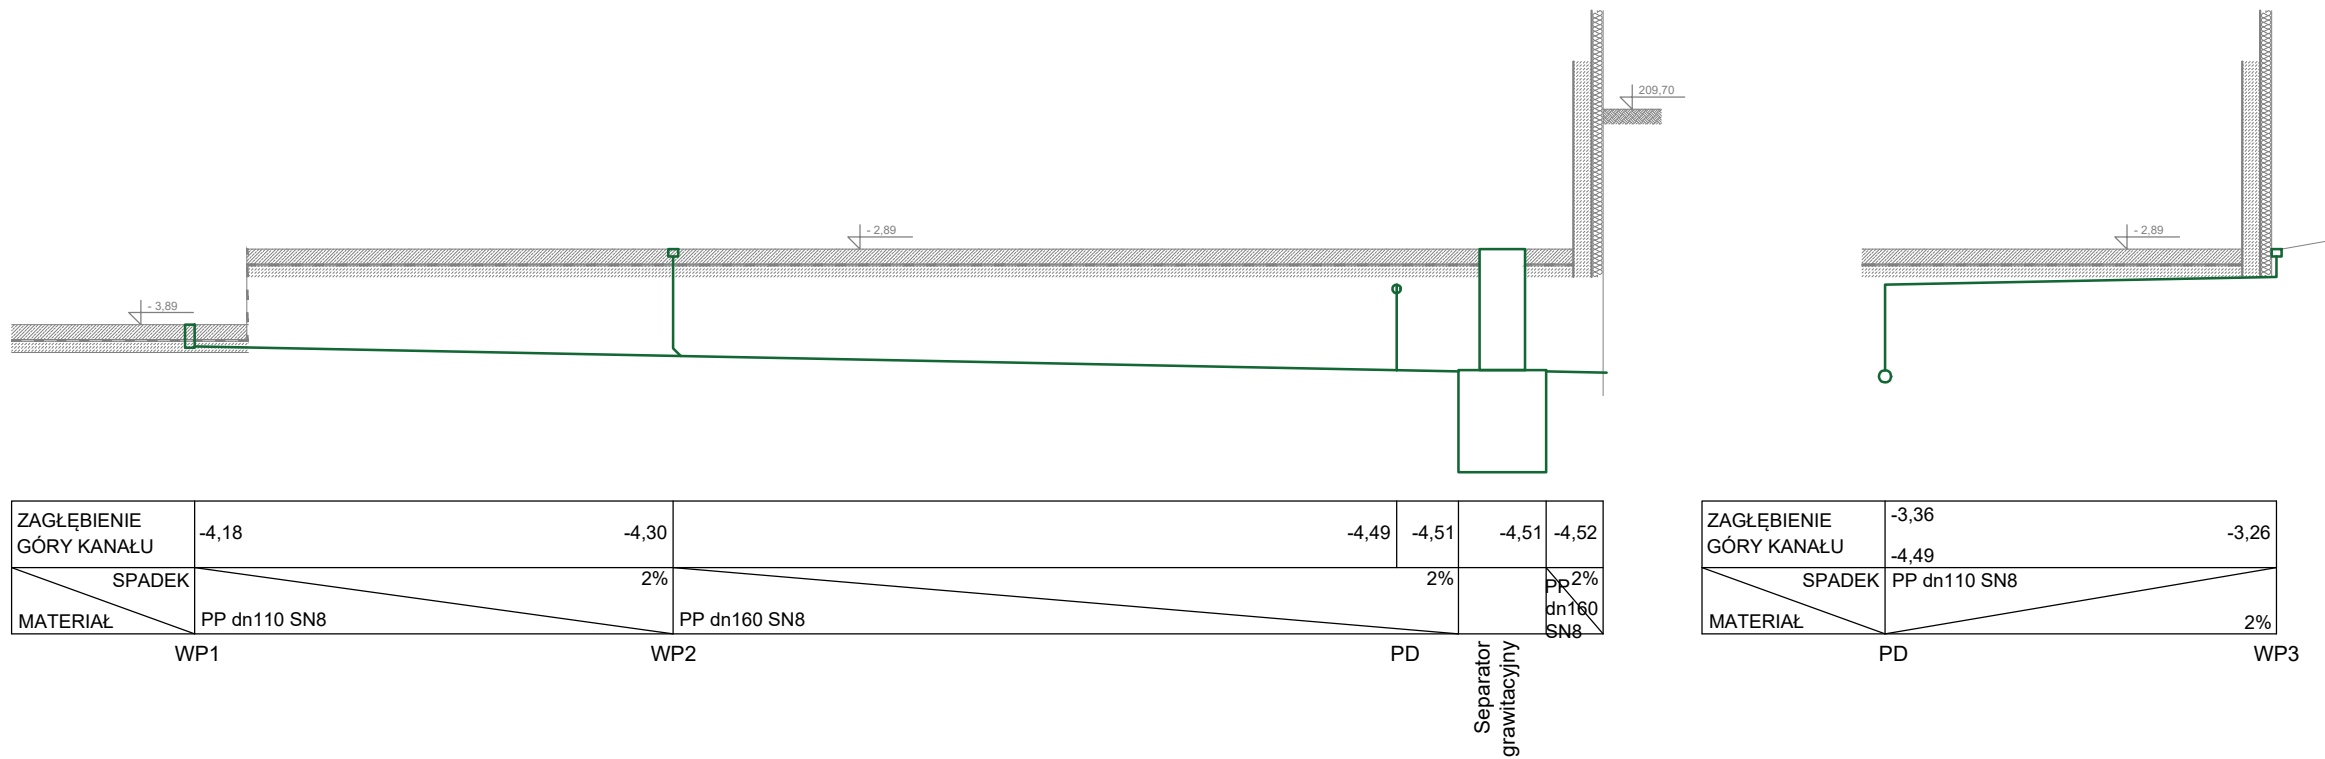 209,70
- 2,89
- 2,89
- 3,89
ZAGŁĘBIENIE
GÓRY KANAŁU
-4,18
-4,30
-4,49
-4,51
-4,51
-4,52
SPADEK
MATERIAŁ
2%
PP dn110 SN8
2%
PP dn160 SN8
2%
PP
dn160
SN8
WP1
WP2
PD
Separator
grawitacyjny
ZAGŁĘBIENIE
GÓRY KANAŁU
-3,36
-4,49
-3,26
SPADEK
MATERIAŁ
PP dn110 SN8
2%
PD
WP3